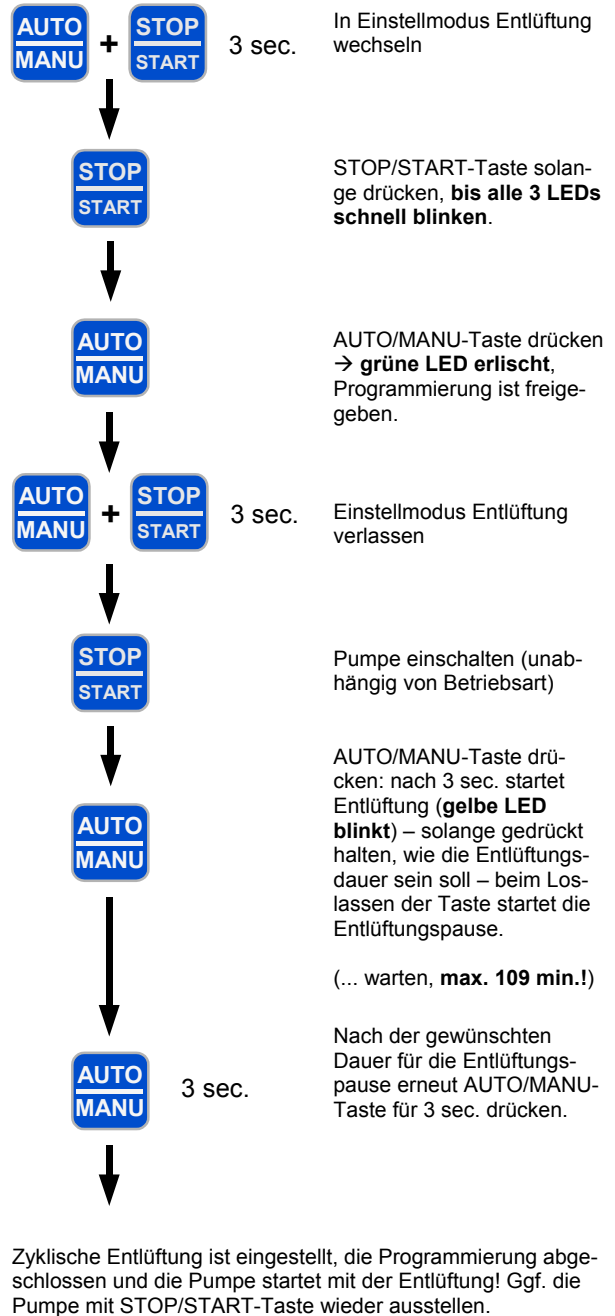 AUTO
MANU
+
STOP
START
3 sec.
In Einstellmodus Entlüftung
wechseln
STOP
START
STOP/START-Taste solan-
ge drücken, bis alle 3 LEDs
schnell blinken.
AUTO
MANU
AUTO/MANU-Taste drücken
→ grüne LED erlischt,
Programmierung ist freige-
geben.
AUTO
MANU
+
STOP
START
3 sec.
Einstellmodus Entlüftung
verlassen
STOP
START
Pumpe einschalten (unab-
hängig von Betriebsart)
AUTO
MANU
AUTO/MANU-Taste drü-
cken: nach 3 sec. startet
Entlüftung (gelbe LED
blinkt) – solange gedrückt
halten, wie die Entlüftungs-
dauer sein soll – beim Los-
lassen der Taste startet die
Entlüftungspause.
(... warten, max. 109 min.!)
AUTO
MANU
3 sec.
Nach der gewünschten
Dauer für die Entlüftungs-
pause erneut AUTO/MANU-
Taste für 3 sec. drücken.
Zyklische Entlüftung ist eingestellt, die Programmierung abge-
schlossen und die Pumpe startet mit der Entlüftung! Ggf. die
Pumpe mit STOP/START-Taste wieder ausstellen.